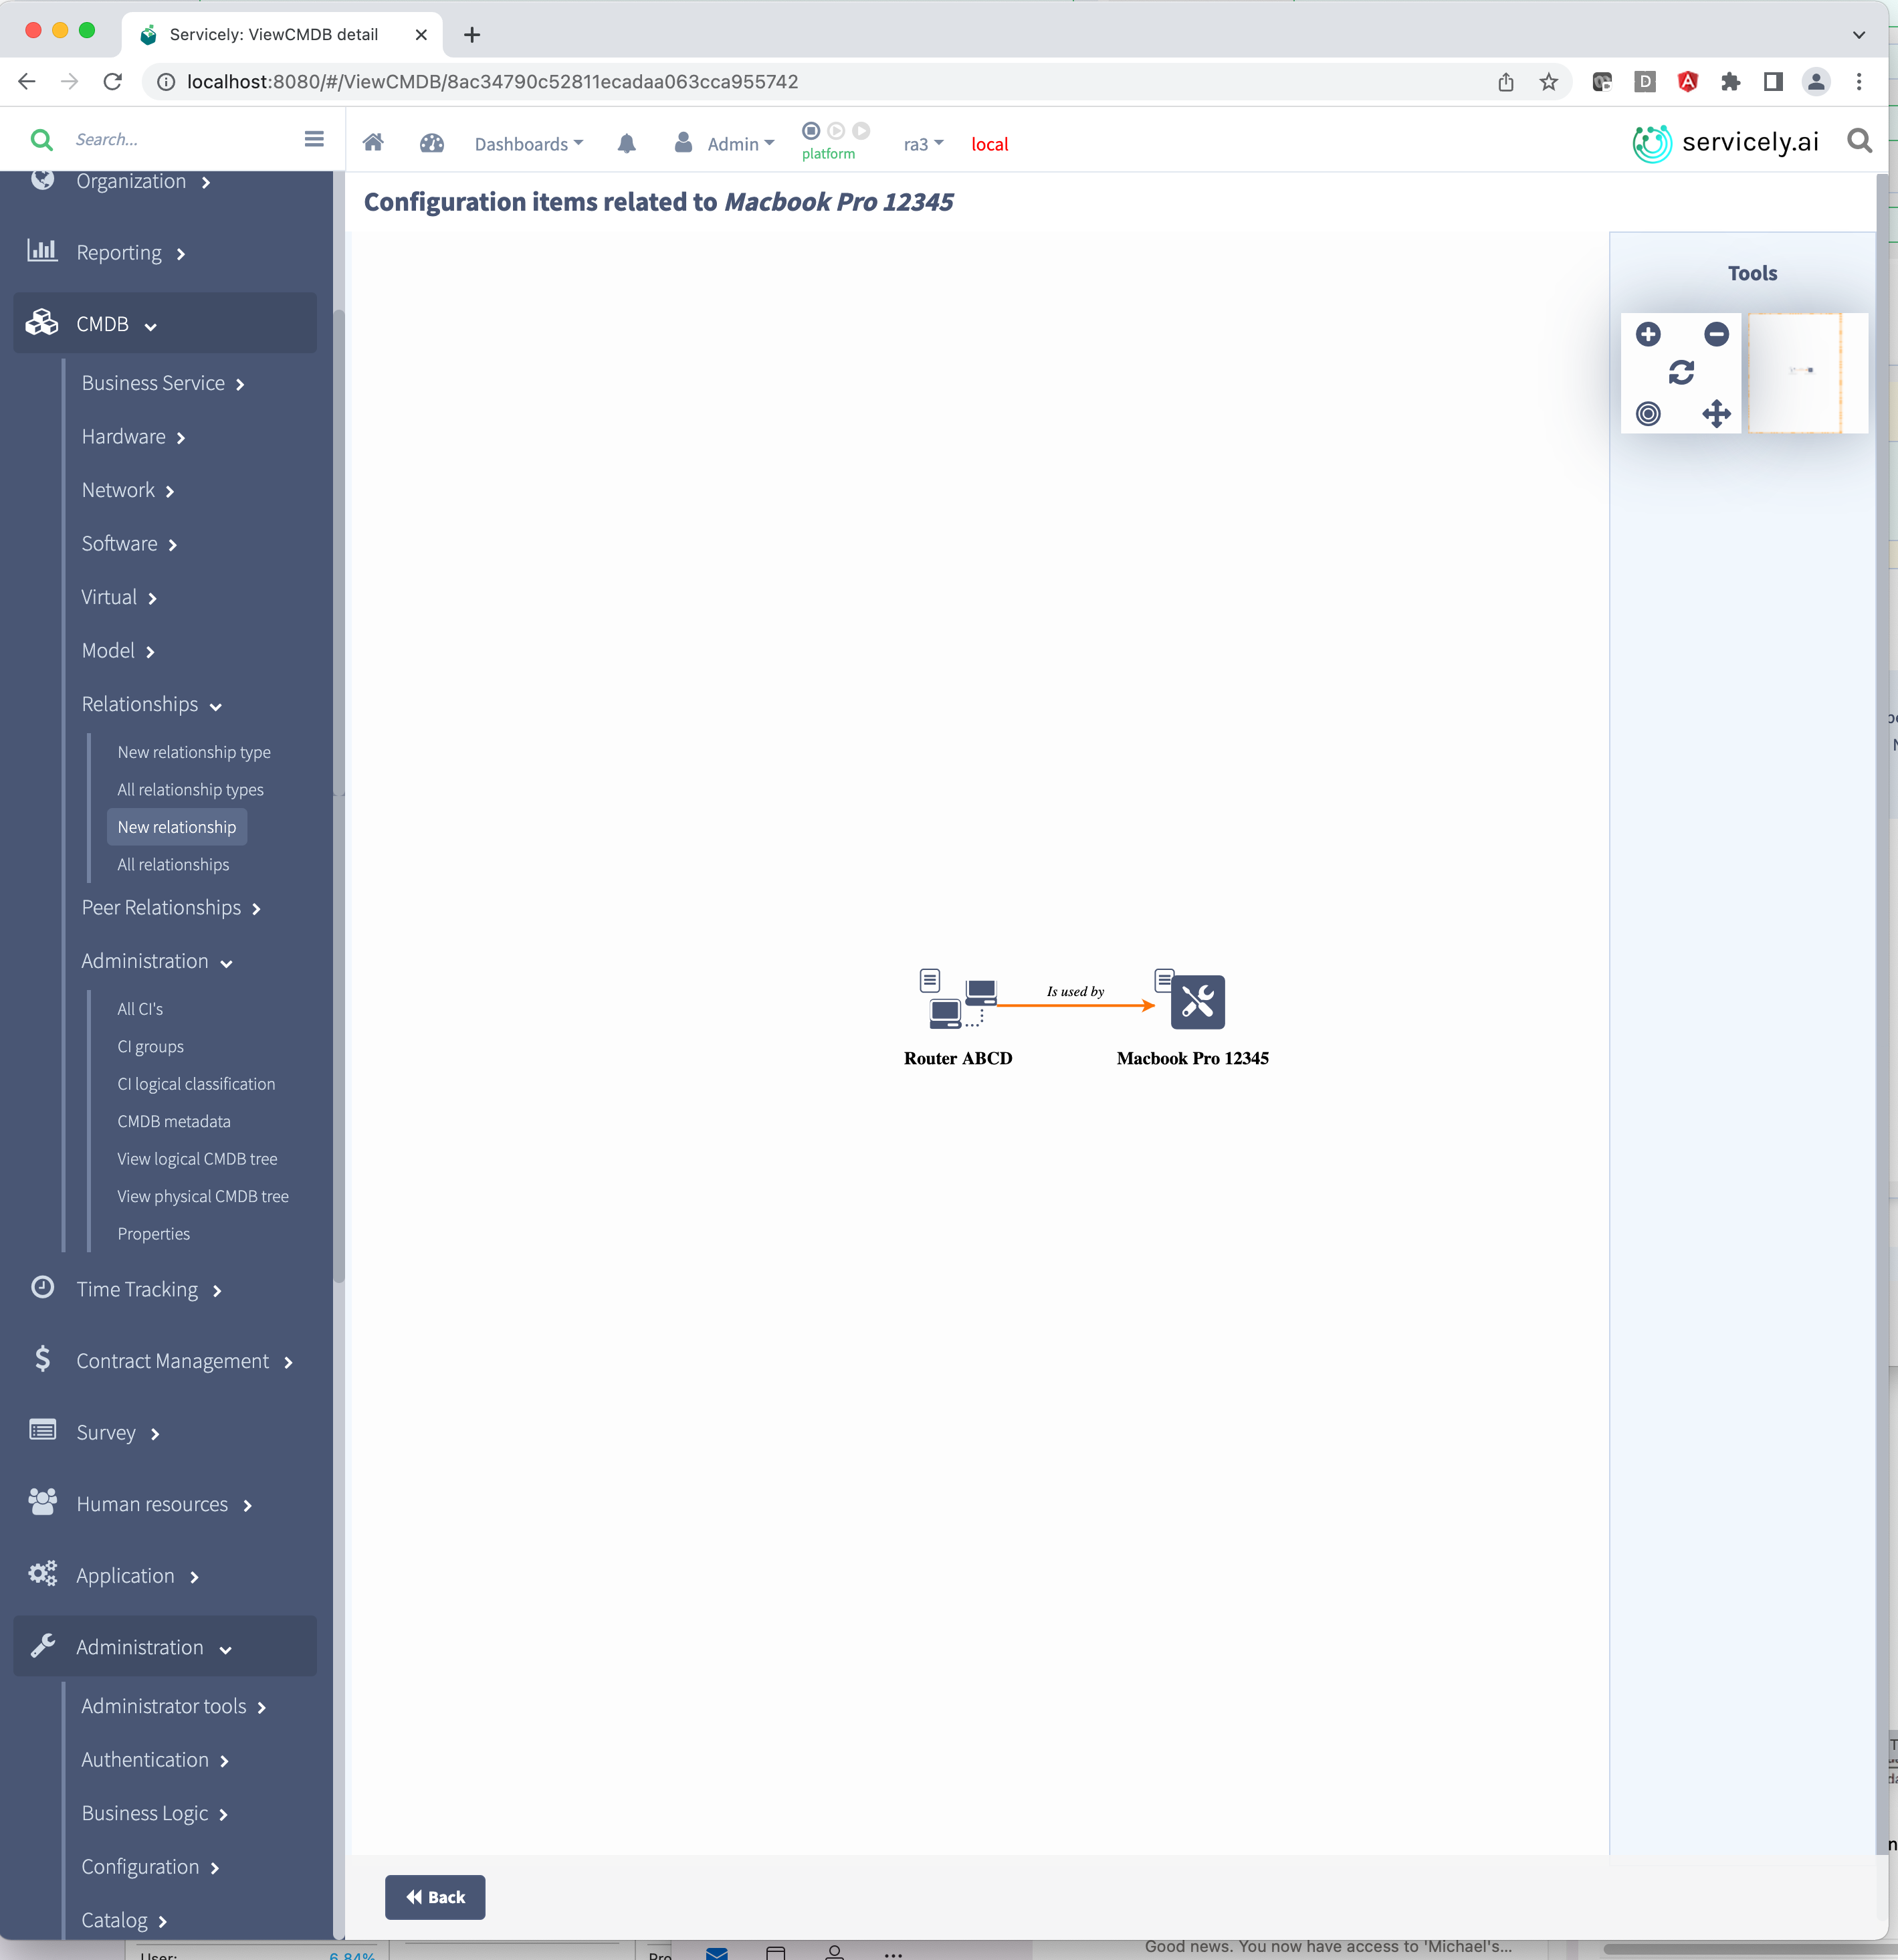 Servicely: ViewCMDB detail
localhost:8080/#/ViewCMDB/8ac34790c52811ecadaa063cca955742
D
A
Search...
Dashboards
Admin
platform
ra3
local
servicely.ai
Organization
Reporting
CMDB
Business Service
Hardware
Network
Software
Virtual
Model
Relationships
New relationship type
All relationship types
New relationship
All relationships
Peer Relationships
Administration
All CI's
CI groups
CI logical classification
CMDB metadata
View logical CMDB tree
View physical CMDB tree
Properties
Time Tracking
Contract Management
Survey
Human resources
Application
Administration
Administrator tools
Authentication
Business Logic
Configuration
Catalog
Configuration items related to Macbook Pro 12345
Tools
Is used by
Router ABCD
Macbook Pro 12345
Back
User:
6.84%
Pro
Good news. You now have access to 'Michael's...